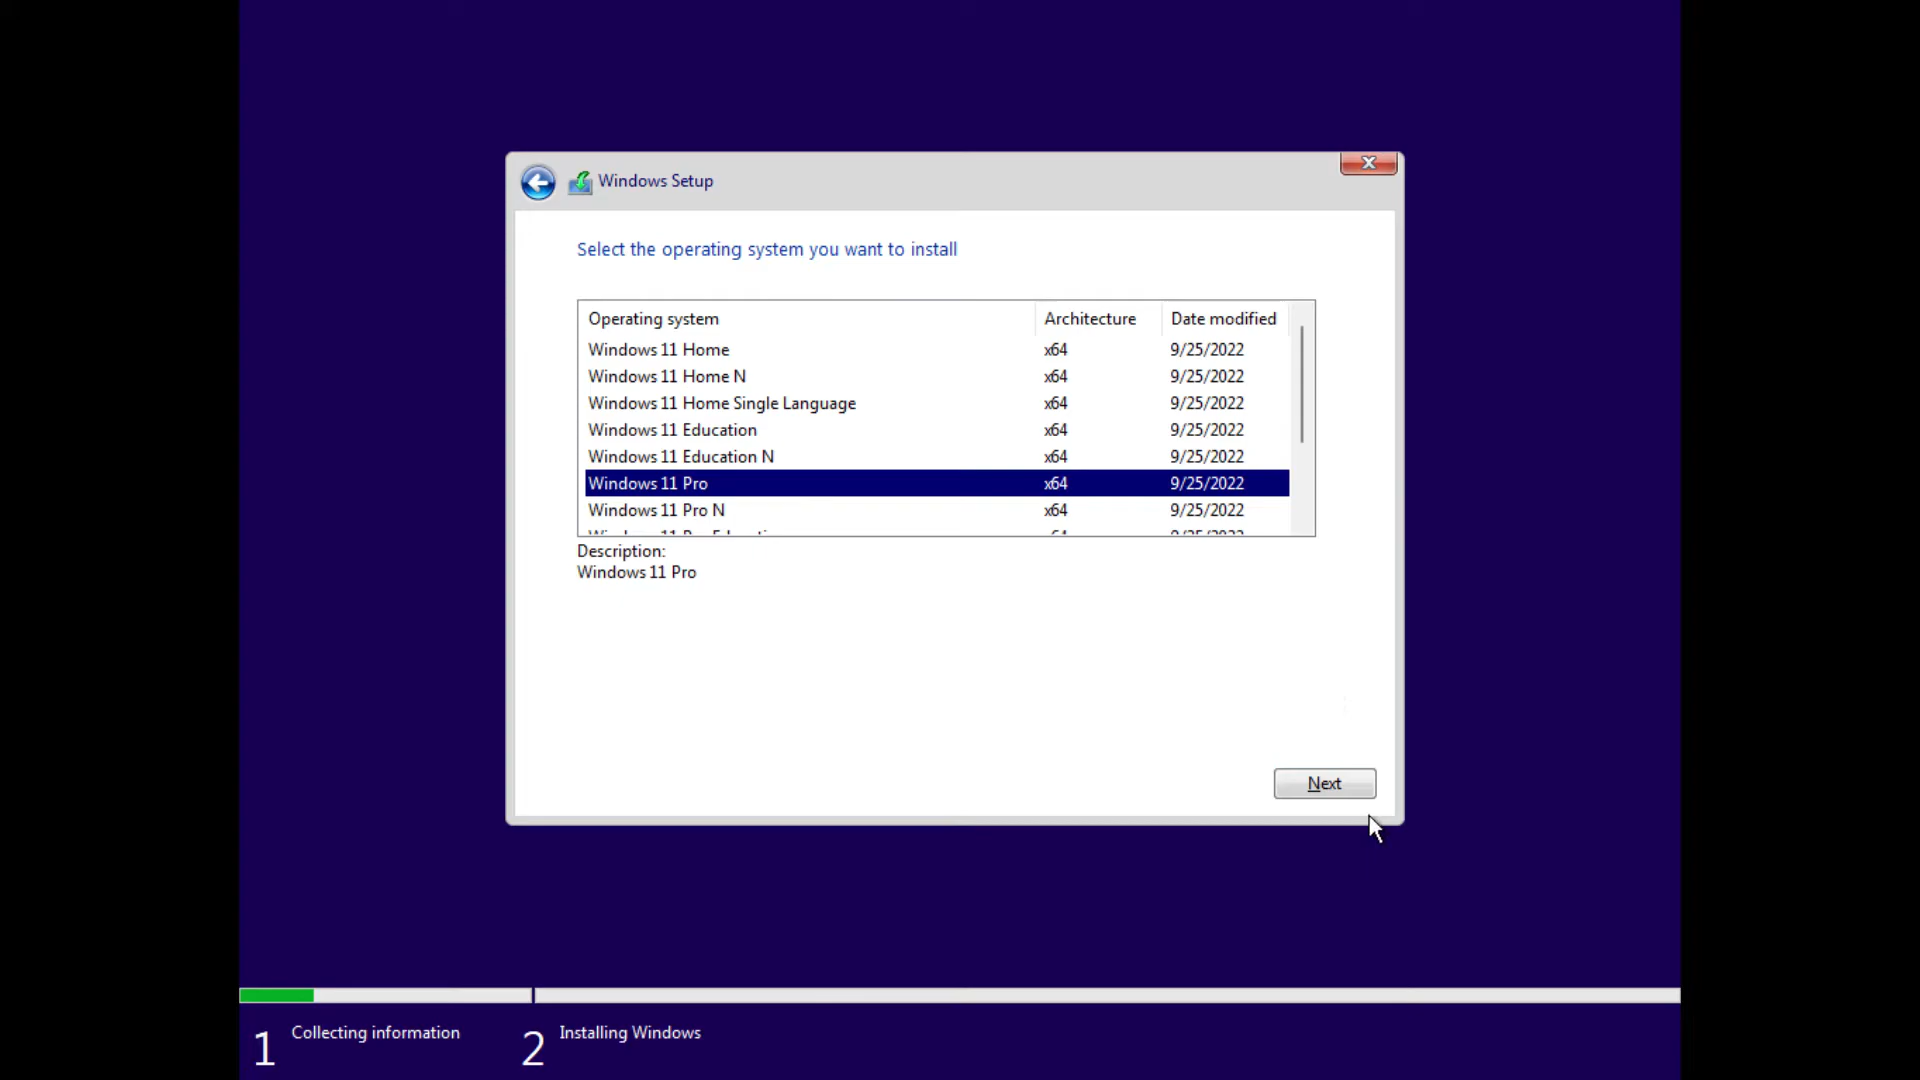 Windows Setup
Select the operating system you want to install
Operating system Architecture Date modified
Windows 11 Home x64 9/25/2022
Windows 11 Home N x64 9/25/2022
Windows 11 Home Single Language x64 9/25/2022
Windows 11 Education x64 9/25/2022
Windows 11 Education N x64 9/25/2022
Windows 11 Pro x64 9/25/2022
Windows 11 Pro N x64 9/25/2022
Description:
Windows 11 Pro
Next
1 Collecting information 2 Installing Windows